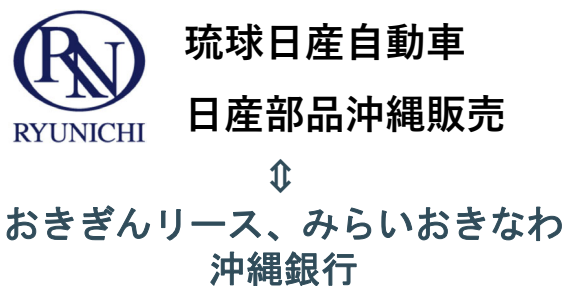 RN
RYUNICHI
琉球日産自動車
日産部品沖縄販売
⇕
おきぎんリース、みらいおきなわ
沖縄銀行